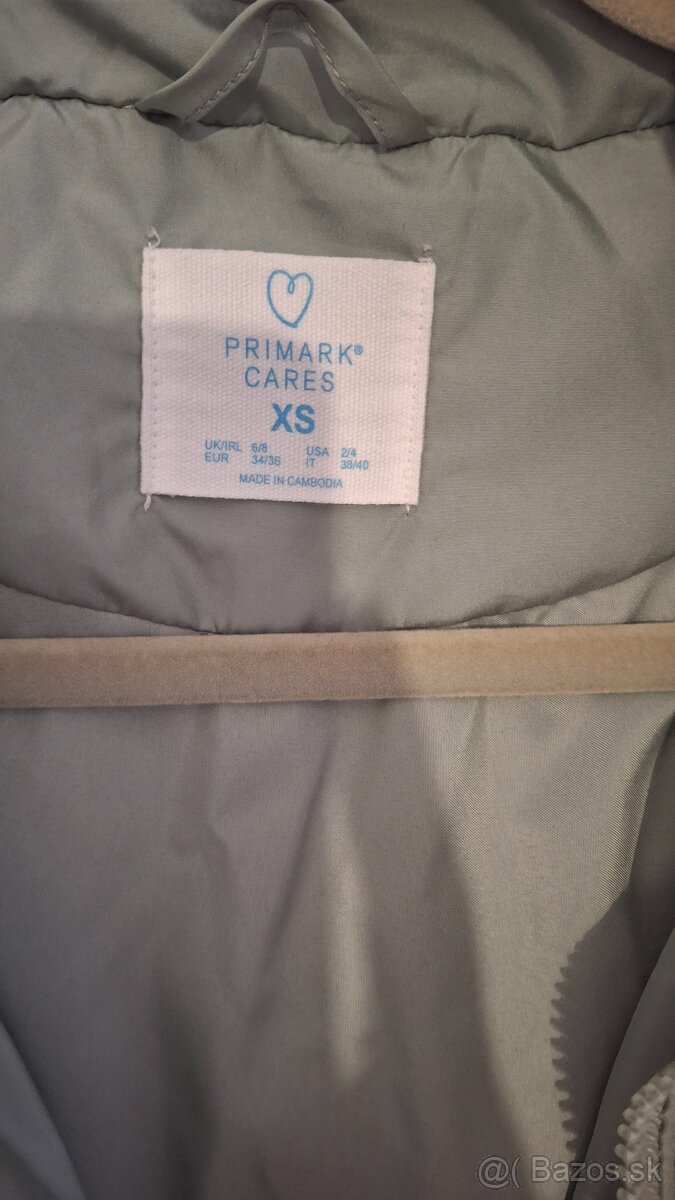 PRIMARK®
CARES
XS
UK/IRL 6/8 USA 2/4
EUR 34/36 IT 38/40
MADE IN CAMBODIA
@( Bazos.sk